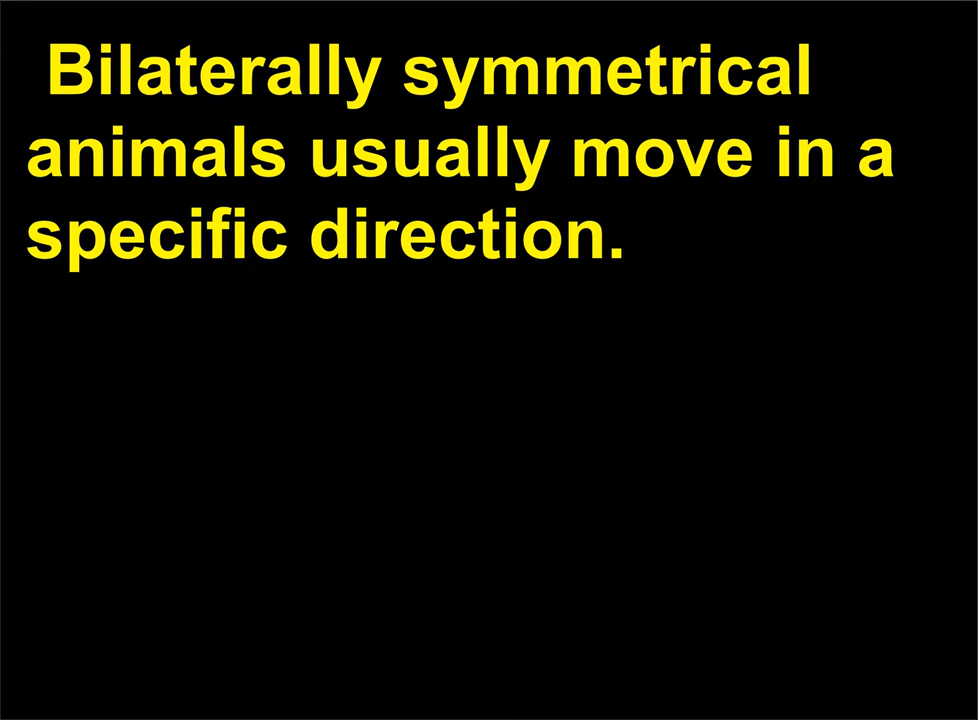 Bilaterally symmetrical
animals usually move in a
specific direction.